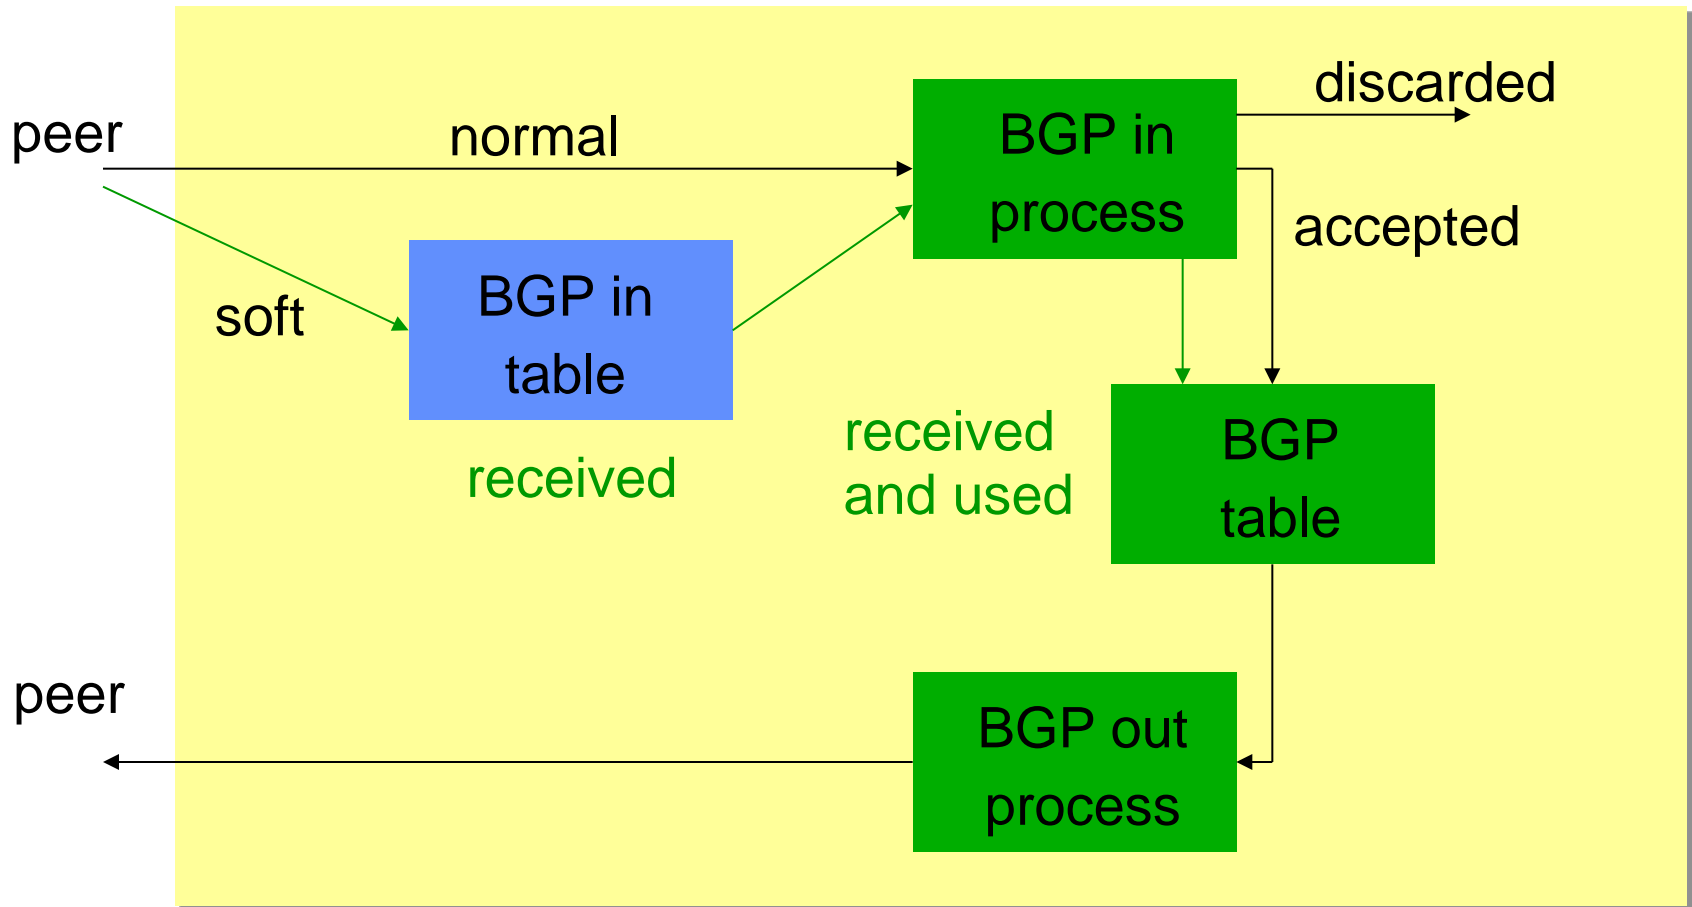 discarded
peer
normal
BGP in
process
accepted
soft
BGP in
table
received
received
and used
BGP
table
peer
BGP out
process